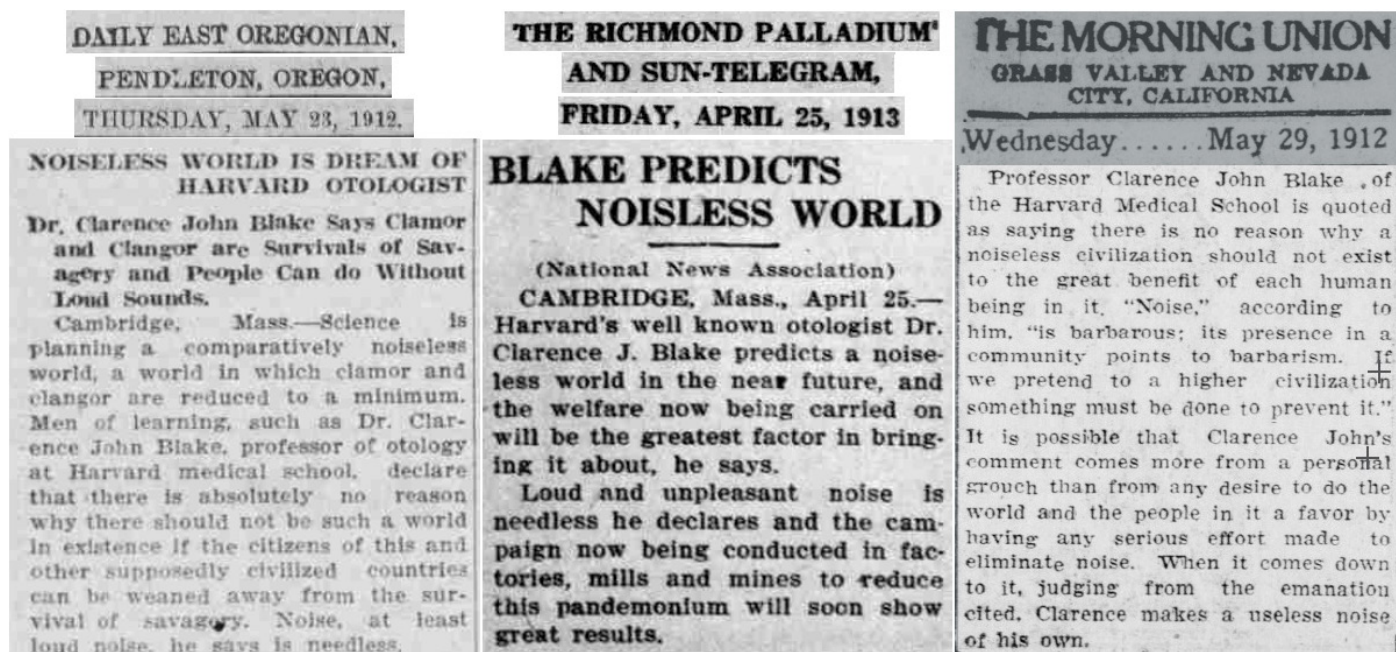 DAILY EAST OREGONIAN,
PENDLETON, OREGON,
THURSDAY, MAY 23, 1912.
NOISELESS WORLD IS DREAM OF
HARVARD OTOLOGIST
Dr. Clarence John Blake Says Clamor
and Clangor are Survivals of Sav-
agery and People Can do Without
Loud Sounds.
Cambridge, Mass.—Science is
planning a comparatively noiseless
world, a world in which clamor and
clangor are reduced to a minimum.
Men of learning, such as Dr. Clar-
ence John Blake, professor of otology
at Harvard medical school, declare
that there is absolutely no reason
why there should not be such a world
in existence if the citizens of this and
other supposedly civilized countries
can be weaned away from the sur-
vival of savagery. Noise, at least
loud noise, he says is needless.
THE RICHMOND PALLADIUM
AND SUN-TELEGRAM,
FRIDAY, APRIL 25, 1913
BLAKE PREDICTS
NOISLESS WORLD
(National News Association)
CAMBRIDGE, Mass., April 25.—
Harvard's well known otologist Dr.
Clarence J. Blake predicts a noise-
less world in the near future, and
the welfare now being carried on
will be the greatest factor in bring-
ing it about, he says.
Loud and unpleasant noise is
needless he declares and the cam-
paign now being conducted in fac-
tories, mills and mines to reduce
this pandemonium will soon show
great results.
THE MORNING UNION
GRASS VALLEY AND NEVADA
CITY, CALIFORNIA
Wednesday......May 29, 1912
Professor Clarence John Blake of
the Harvard Medical School is quoted
as saying there is no reason why a
noiseless civilization should not exist
to the great benefit of each human
being in it. "Noise," according to
him, "is barbarous; its presence in a
community points to barbarism. If
we pretend to a higher civilization
something must be done to prevent it."
It is possible that Clarence John's
comment comes more from a personal
grouch than from any desire to do the
world and the people in it a favor by
having any serious effort made to
eliminate noise. When it comes down
to it, judging from the emanation
cited, Clarence makes a useless noise
of his own.